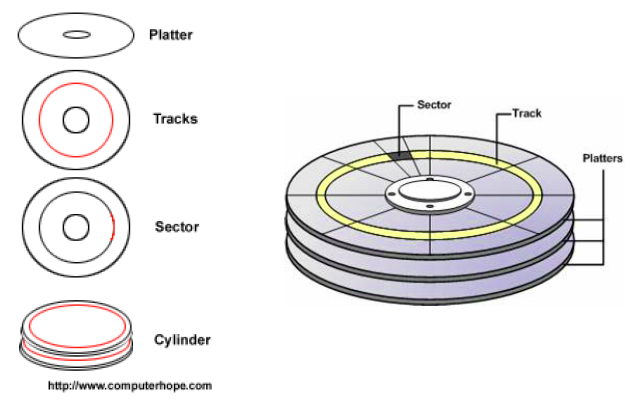 Platter
Tracks
Sector
Cylinder
http://www.computerhope.com
Sector
Track
Platters